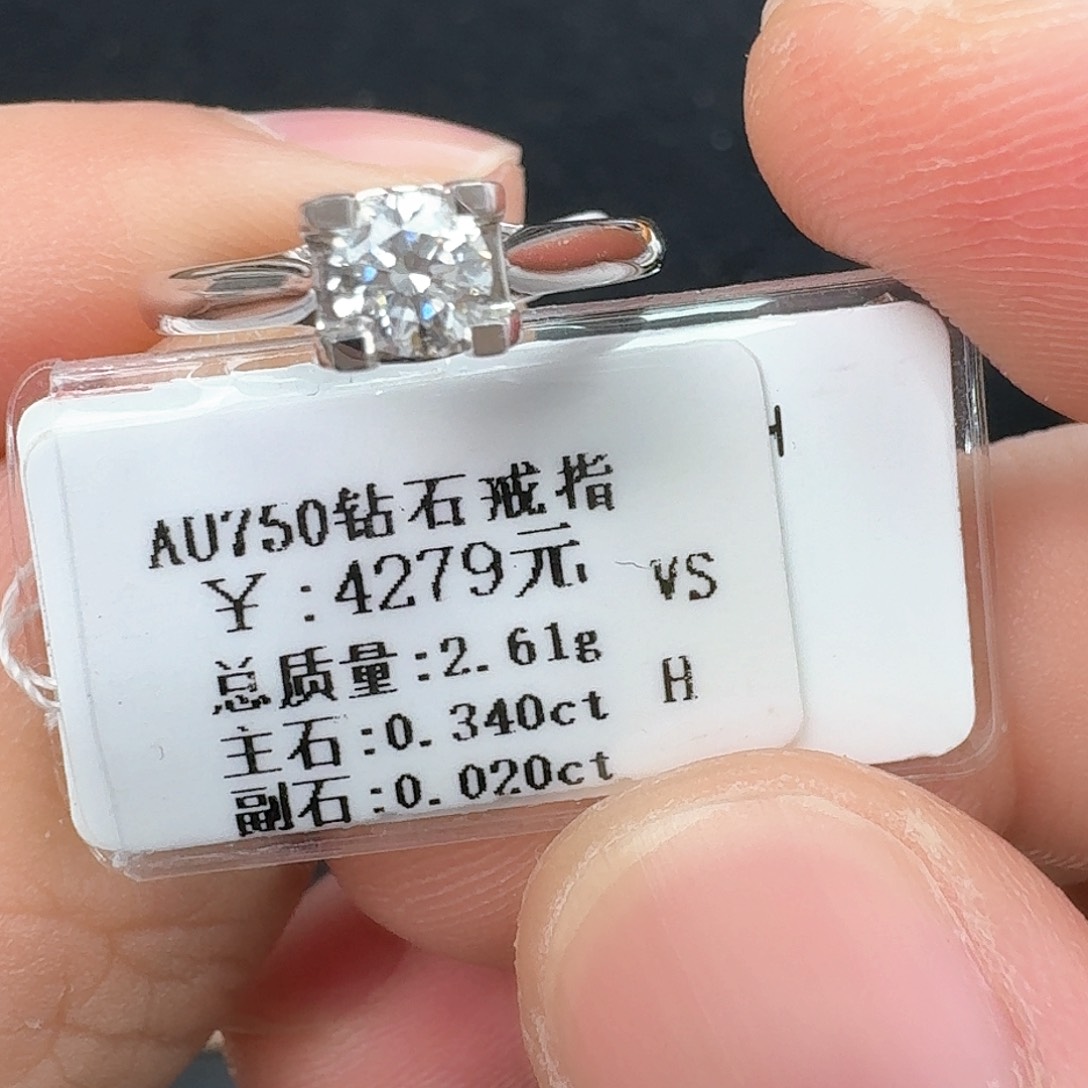 AU750钻石戒指
¥:4279元
VS
总质量:2.61g
H
主石:0.340ct
副石:0.020ct
H